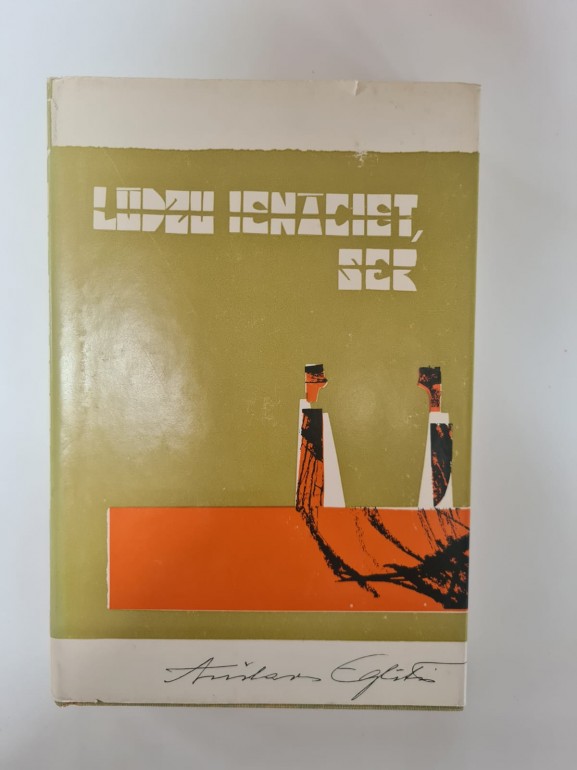 LŪDZU IENĀCIET,
SER
Anšlavs Eglītis